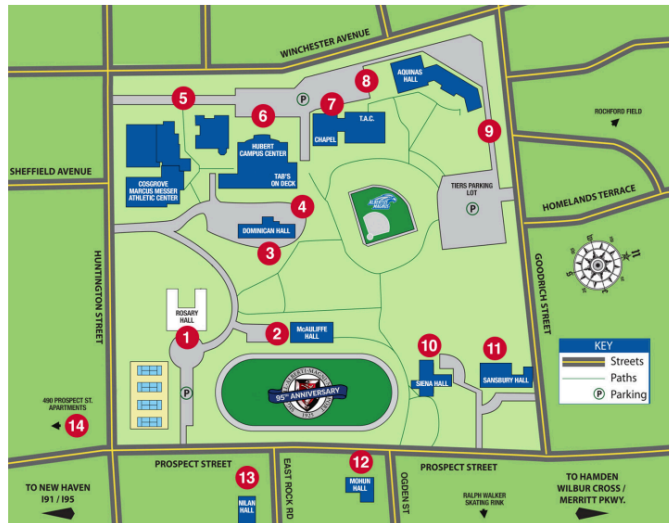 WINCHESTER AVENUE
8
AQUINAS
HALL
5
P
7
6
T.A.C.
CHAPEL
9
ROCHFORD FIELD
HUBERT
CAMPUS CENTER
SHEFFIELD AVENUE
TAB'S
ON DECK
COSGROVE
MARCUS MESSER
ATHLETIC CENTER
TIERS PARKING
LOT
P
HOMELANDS TERRACE
4
DOMINICAN HALL
3
HUNTINGTON STREET
GOODRICH STREET
ROSARY
HALL
1
2
McAULIFFE
HALL
10
11
SIENA HALL
SANSBURY HALL
KEY
Streets
Paths
P Parking
95TH ANNIVERSARY
P
490 PROSPECT ST.
APARTMENTS
14
PROSPECT STREET
13
EAST ROCK RD
12
MOHUN
HALL
OGDEN ST
PROSPECT STREET
TO NEW HAVEN
I91 / I95
NILAN
HALL
RALPH WALKER
SKATING RINK
TO HAMDEN
WILBUR CROSS /
MERRITT PKWY.